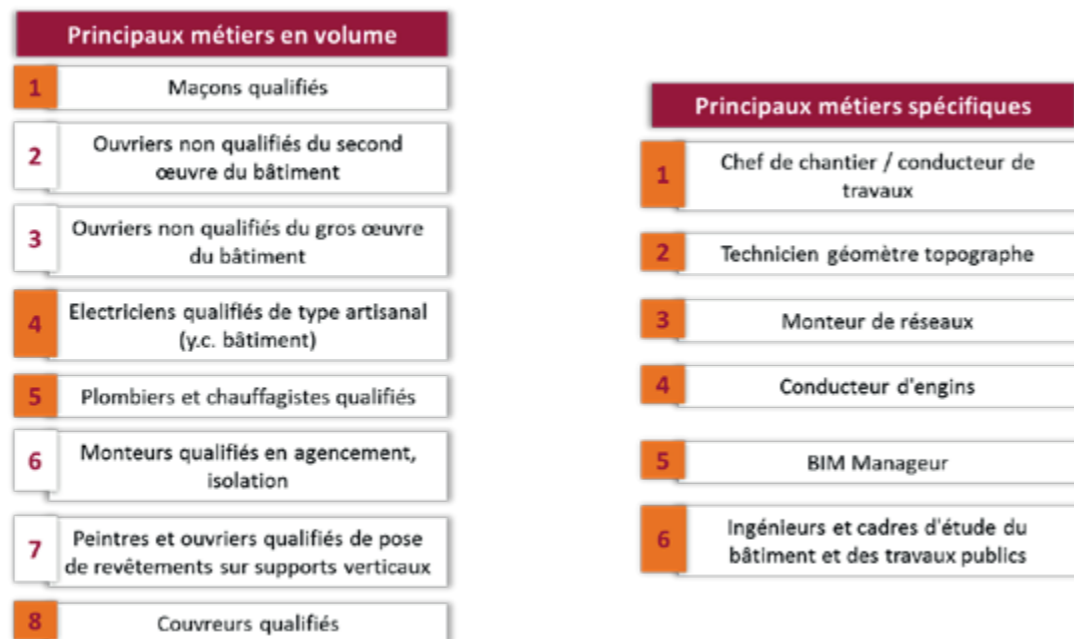 Principaux métiers en volume
1
Maçons qualifiés
2
Ouvriers non qualifiés du second
œuvre du bâtiment
3
Ouvriers non qualifiés du gros œuvre
du bâtiment
4
Electriciens qualifiés de type artisanal
(y.c. bâtiment)
5
Plombiers et chauffagistes qualifiés
6
Monteurs qualifiés en agencement,
isolation
7
Peintres et ouvriers qualifiés de pose
de revêtements sur supports verticaux
8
Couvreurs qualifiés
Principaux métiers spécifiques
1
Chef de chantier / conducteur de
travaux
2
Technicien géomètre topographe
3
Monteur de réseaux
4
Conducteur d'engins
5
BIM Manageur
6
Ingénieurs et cadres d'étude du
bâtiment et des travaux publics